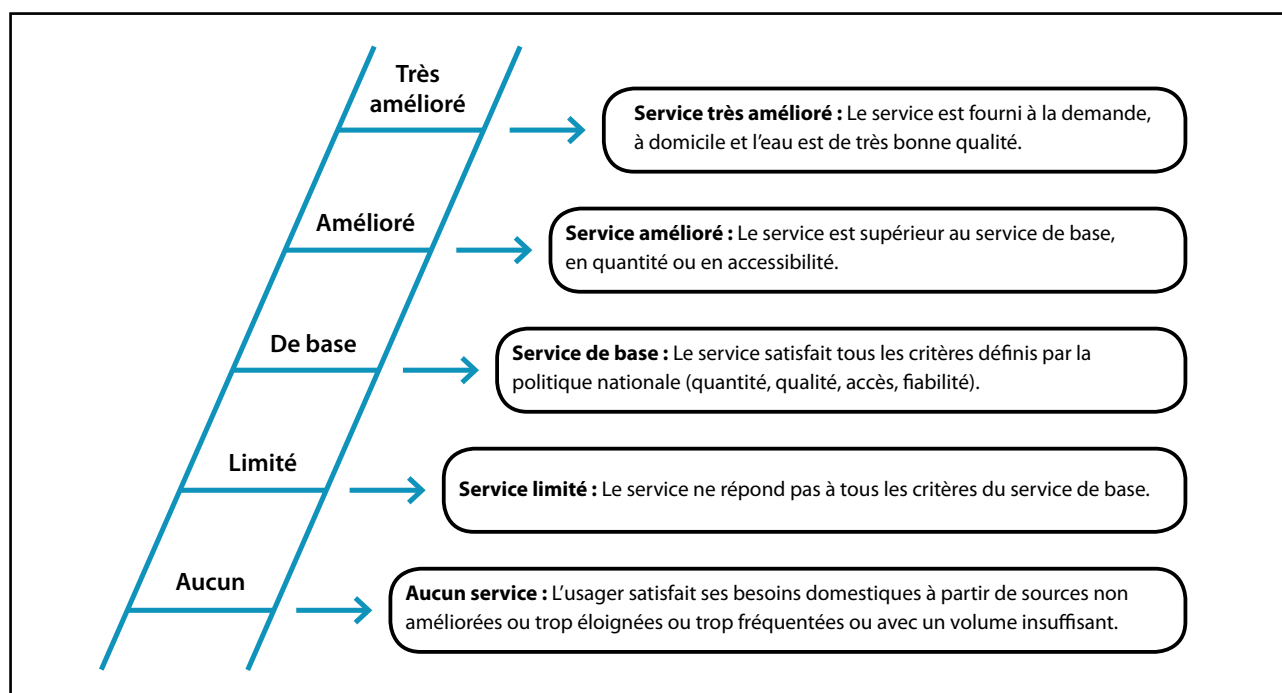 Très
amélioré
Service très amélioré : Le service est fourni à la demande,
à domicile et l’eau est de très bonne qualité.
Amélioré
Service amélioré : Le service est supérieur au service de base,
en quantité ou en accessibilité.
De base
Service de base : Le service satisfait tous les critères définis par la
politique nationale (quantité, qualité, accès, fiabilité).
Limité
Service limité : Le service ne répond pas à tous les critères du service de base.
Aucun
Aucun service : L’usager satisfait ses besoins domestiques à partir de sources non
améliorées ou trop éloignées ou trop fréquentées ou avec un volume insuffisant.